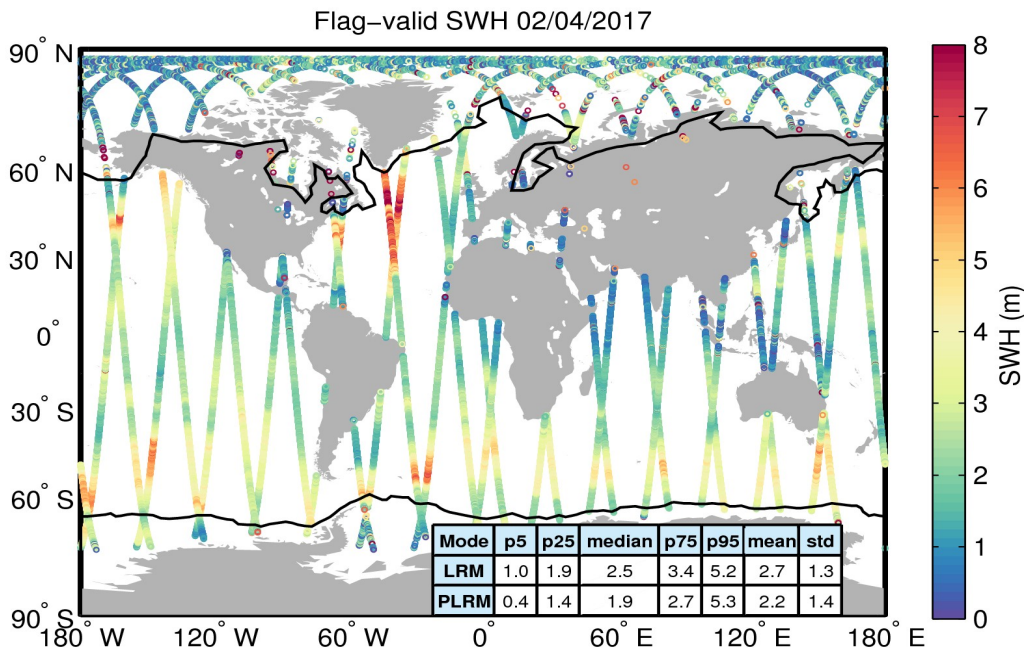 Flag−valid SWH 02/04/2017
90° N
60° N
30° N
0°
30° S
60° S
90° S
180° W
120° W
60° W
0°
60° E
120° E
180° E
8
7
6
5
4
3
2
1
0
SWH (m)
Mode p5 p25 median p75 p95 mean std
LRM 1.0 1.9 2.5 3.4 5.2 2.7 1.3
PLRM 0.4 1.4 1.9 2.7 5.3 2.2 1.4